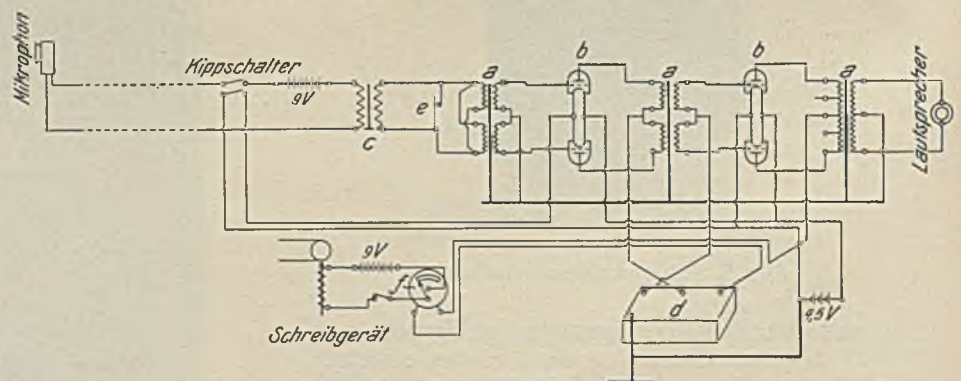 Mikrophon
Kippschalter
9V
c
e
a
b
a
b
a
Lautsprecher
9V
f
Schreibgerät
d
4,5V